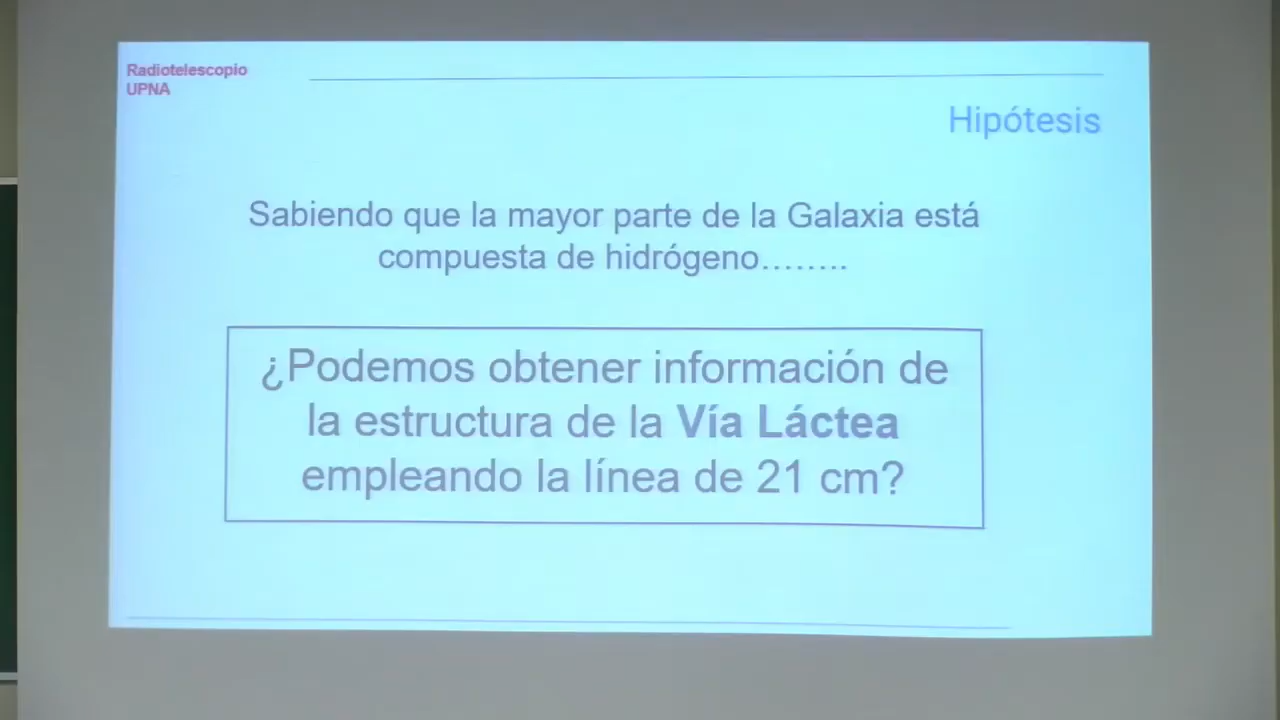 Radiotelescopio
UPNA
Hipótesis
Sabiendo que la mayor parte de la Galaxia está
compuesta de hidrógeno........
¿Podemos obtener información de
la estructura de la Vía Láctea
empleando la línea de 21 cm?